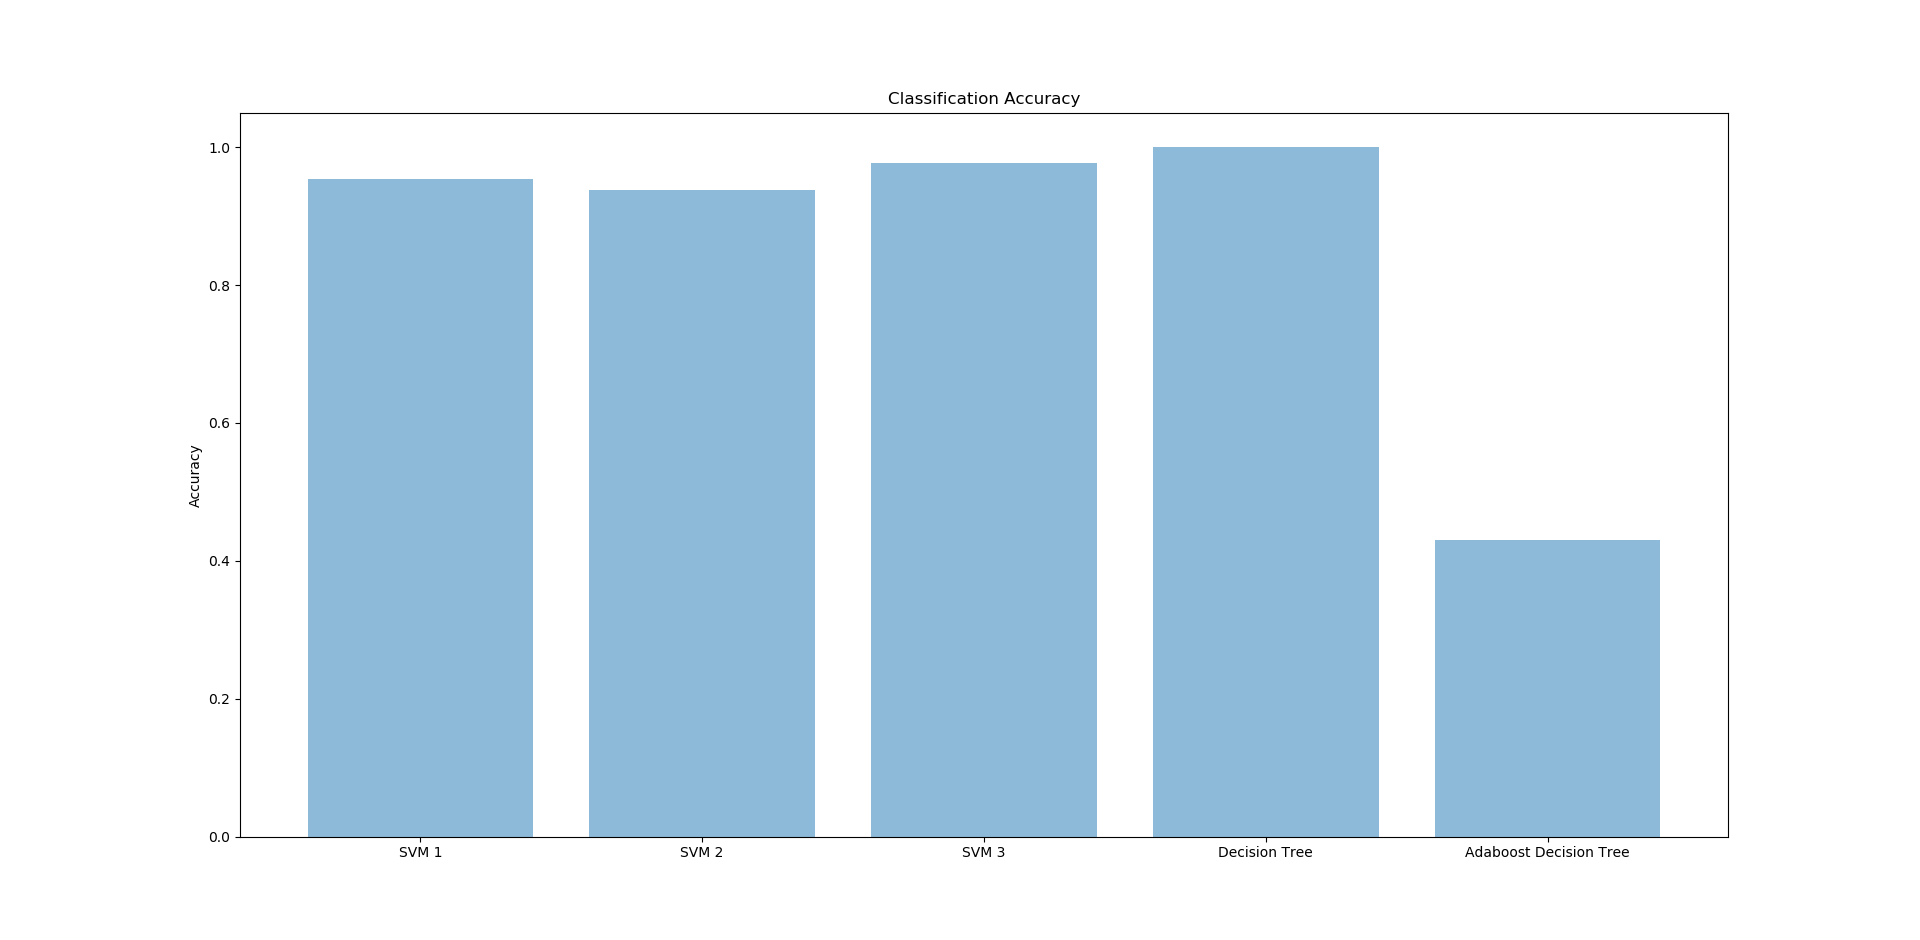 Classification Accuracy
1.0
0.8
0.6
0.4
0.2
0.0
Accuracy
SVM 1
SVM 2
SVM 3
Decision Tree
Adaboost Decision Tree